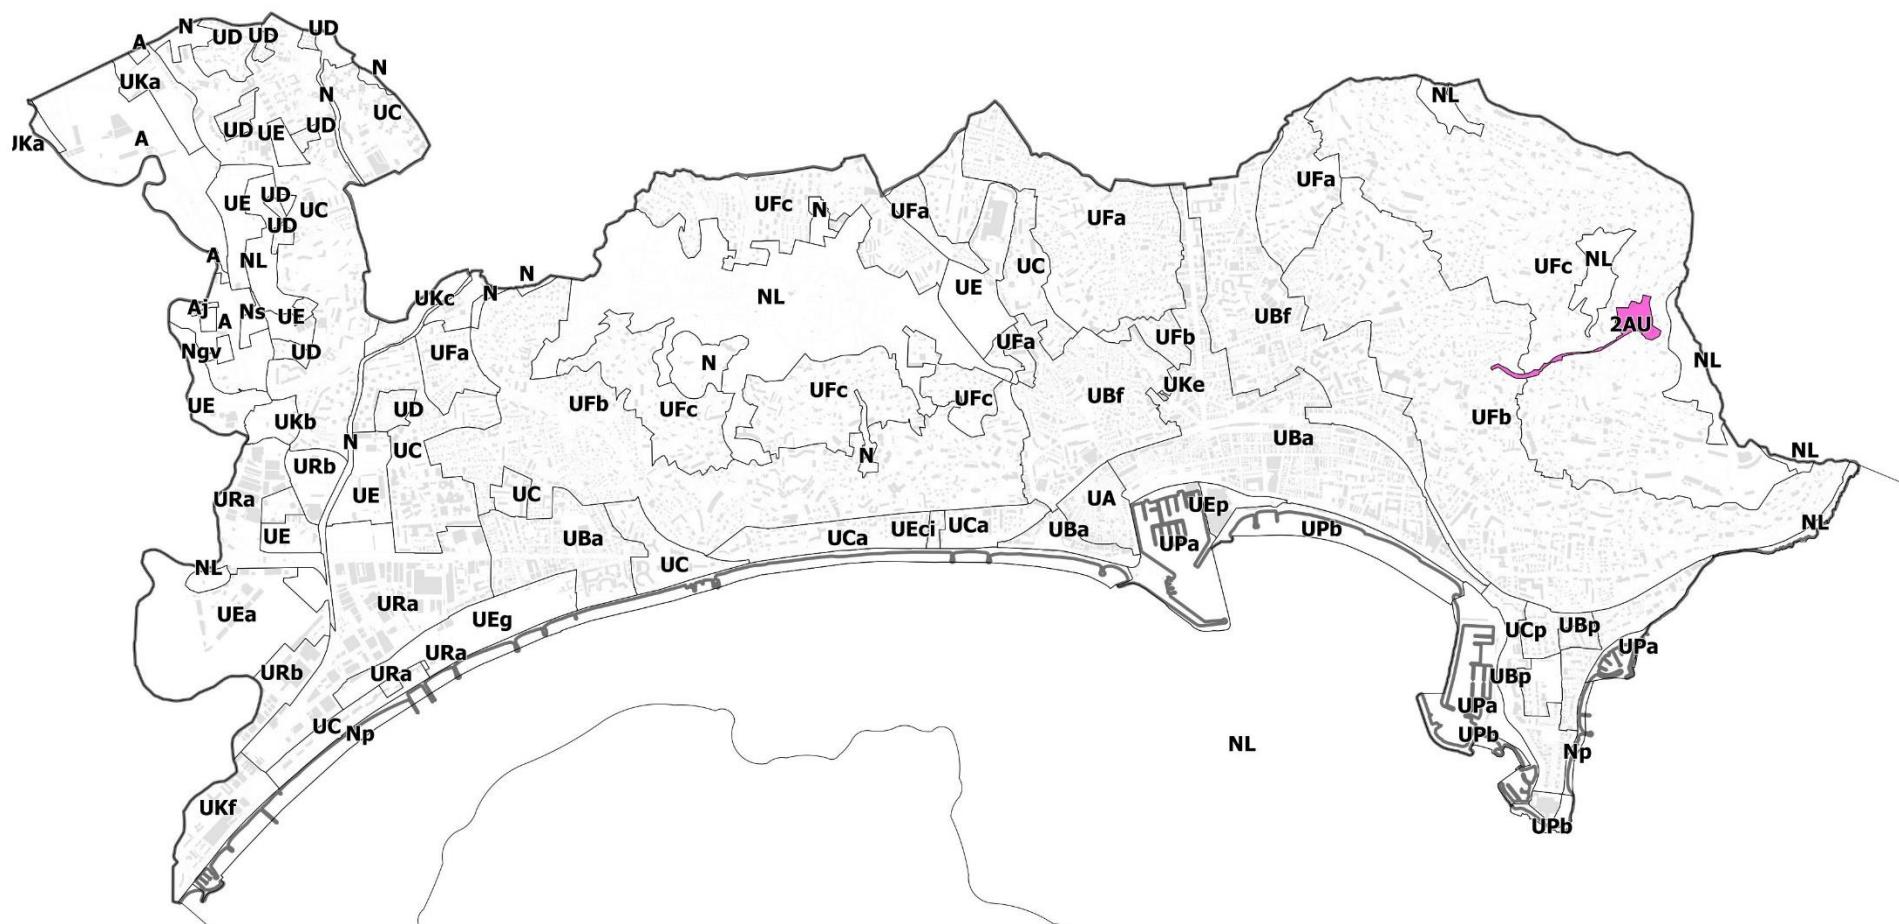 N
UD
UD
UD
A
N
UKa
N
UC
UKa
A
UD
UE
UD
NL
UE
UD
UC
UD
UFc
N
UFa
UFa
UFa
A
NL
N
UC
UFc
NL
Aj
A
Ns
UE
UKc
N
NL
UE
UBf
2AU
Ngv
UD
UFa
N
UFa
UFb
NL
UE
UKb
UD
UFb
UFc
UFc
UFc
UBf
UKe
UFb
N
UC
UBa
NL
URb
N
URa
UE
UC
UA
UEp
NL
UE
UBa
UCa
UEci
UCa
UBa
UPa
UPb
NL
UC
UEa
URa
UEg
UCp
UBp
URb
URa
URa
UBp
UPa
UC
Np
UPa
UPb
NL
Np
UKf
UPb